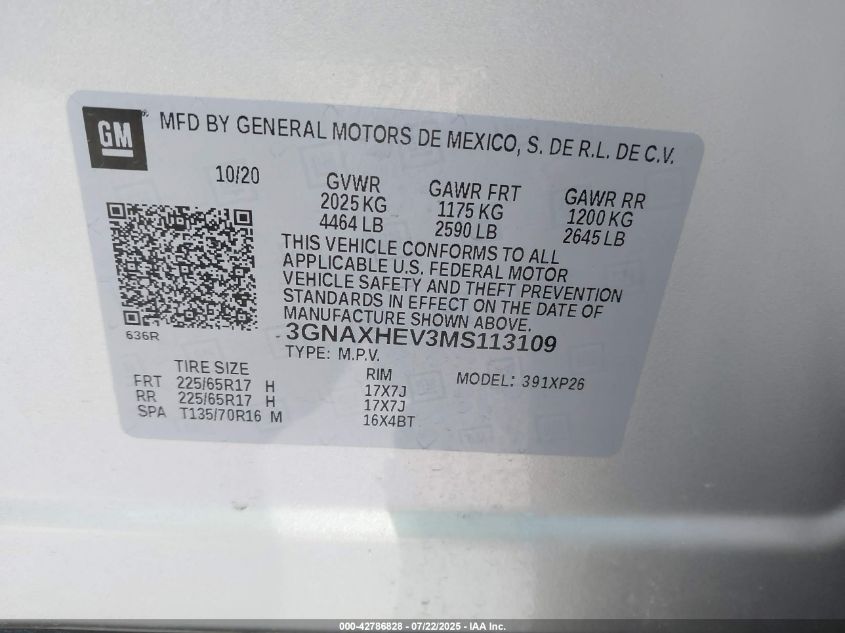 GM
MFD BY GENERAL MOTORS DE MEXICO, S. DE R.L. DE C.V.
10/20
GVWR
2025 KG
4464 LB
GAWR FRT
1175 KG
2590 LB
GAWR RR
1200 KG
2645 LB
THIS VEHICLE CONFORMS TO ALL
APPLICABLE U.S. FEDERAL MOTOR
VEHICLE SAFETY AND THEFT PREVENTION
STANDARDS IN EFFECT ON THE DATE OF
MANUFACTURE SHOWN ABOVE.
636R
3GNAXHEV3MS113109
TYPE: M.P.V.
TIRE SIZE
RIM
MODEL: 391XP26
FRT 225/65R17 H 17X7J
RR 225/65R17 H 17X7J
SPA T135/70R16 M 16X4BT
000-42786828 - 07/22/2025 - IAA Inc.